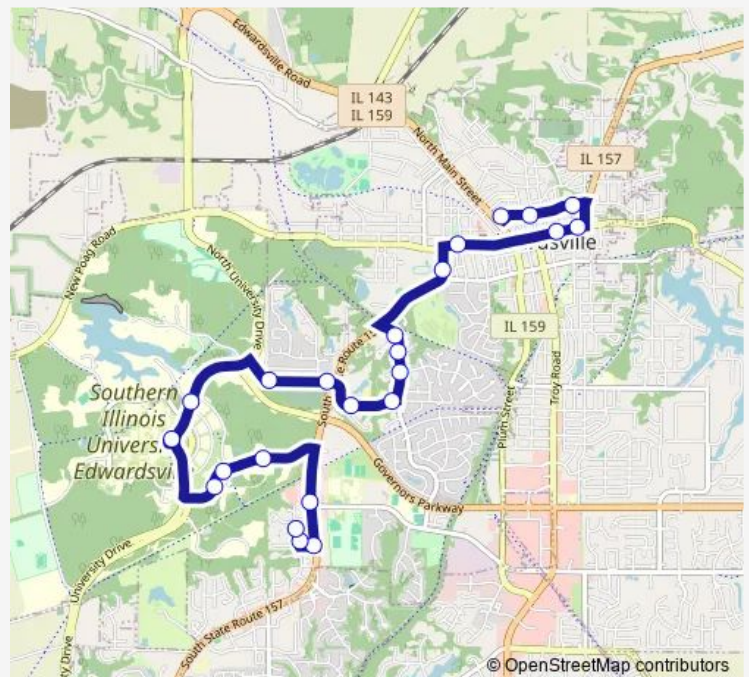 Edwardsville Road
IL 143
IL 159
North Main Street
IL 157
New Poag Road
North University Drive
IL 159
Troy Road
Plum Street
Southern
Illinois
Edwardsvi
Governors Parkway
University Drive
South State Route 157
© OpenStreetMap contributors